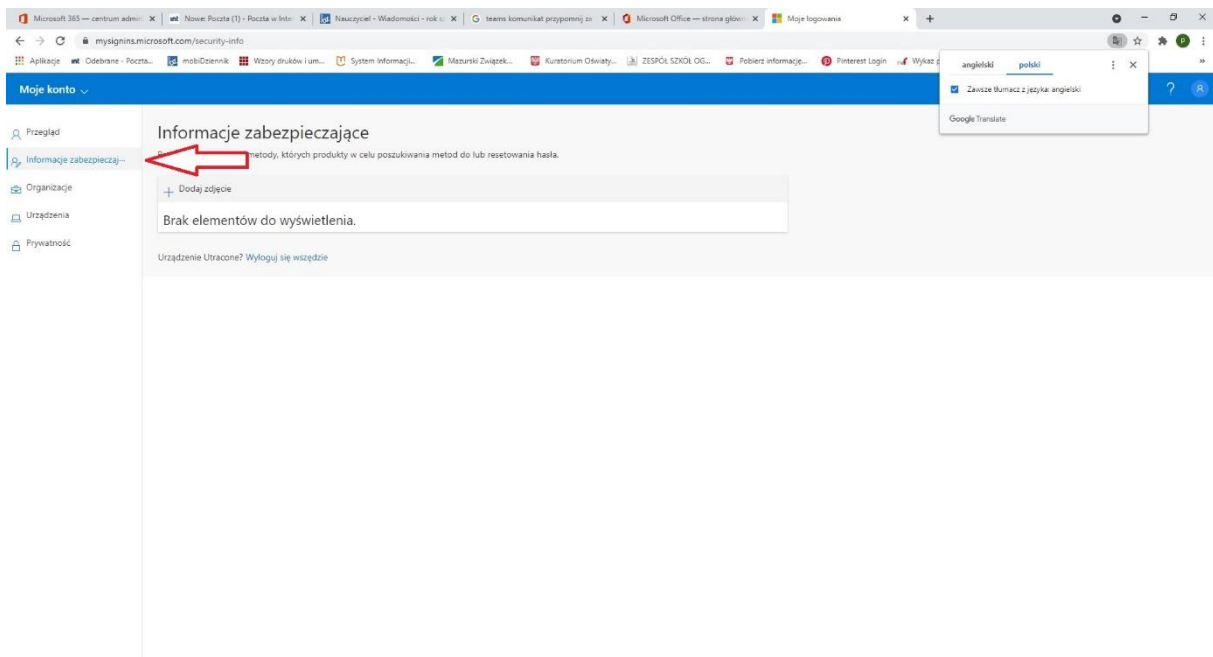 Microsoft 365 — centrum admin
Nowe: Poczta (1) - Poczta w Inte
Nauczyciel - Wiadomości - rok s
teams komunikat przypomnij za
Microsoft Office — strona główn
Moje logowania
mysignins.microsoft.com/security-info
Aplikacje
Odebrane - Poczta...
mobiDziennik
Wzory druków i um...
System Informacji...
Mazurski Związek...
Kuratorium Oświaty...
ZESPÓŁ SZKÓŁ OG...
Pobierz informację...
Pinterest Login
Wykaz p
angielski
polski
Zawsze tłumacz z języka: angielski
Google Translate
Moje konto
Przegląd
Informacje zabezpieczaj...
Organizacje
Urządzenia
Prywatność
Informacje zabezpieczające
metody, których produkty w celu poszukiwania metod do lub resetowania hasła.
+ Dodaj zdjęcie
Brak elementów do wyświetlenia.
Urządzenie Utracone? Wyloguj się wszędzie